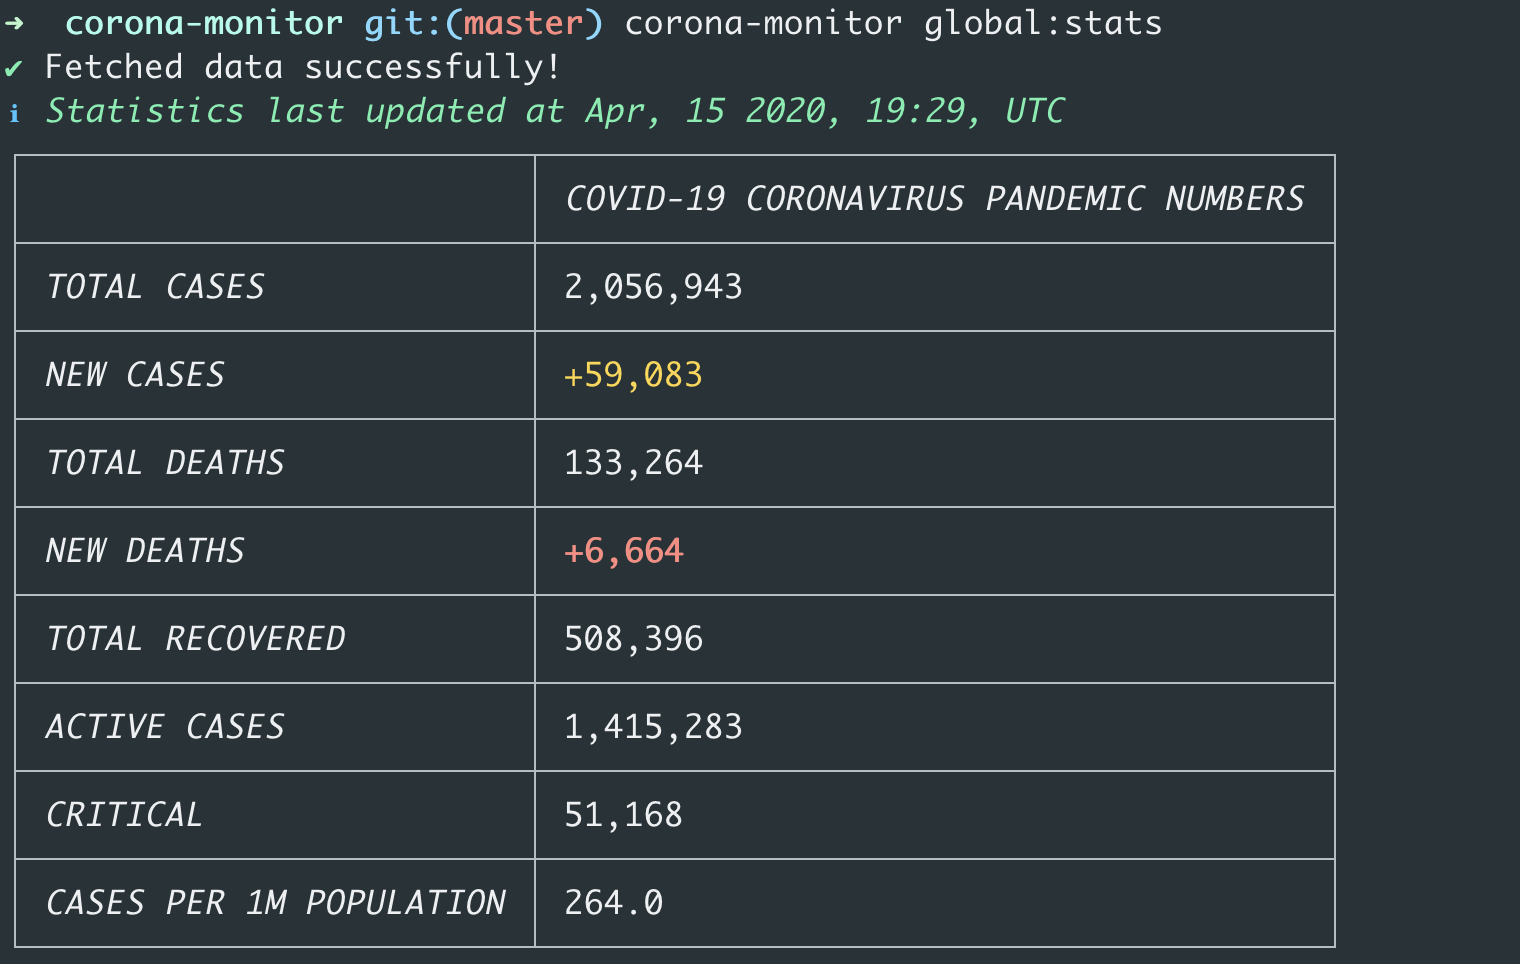 ➜ corona-monitor git:(master) corona-monitor global:stats
✔ Fetched data successfully!
ℹ Statistics last updated at Apr, 15 2020, 19:29, UTC
COVID-19 CORONAVIRUS PANDEMIC NUMBERS
TOTAL CASES 2,056,943
NEW CASES +59,083
TOTAL DEATHS 133,264
NEW DEATHS +6,664
TOTAL RECOVERED 508,396
ACTIVE CASES 1,415,283
CRITICAL 51,168
CASES PER 1M POPULATION 264.0